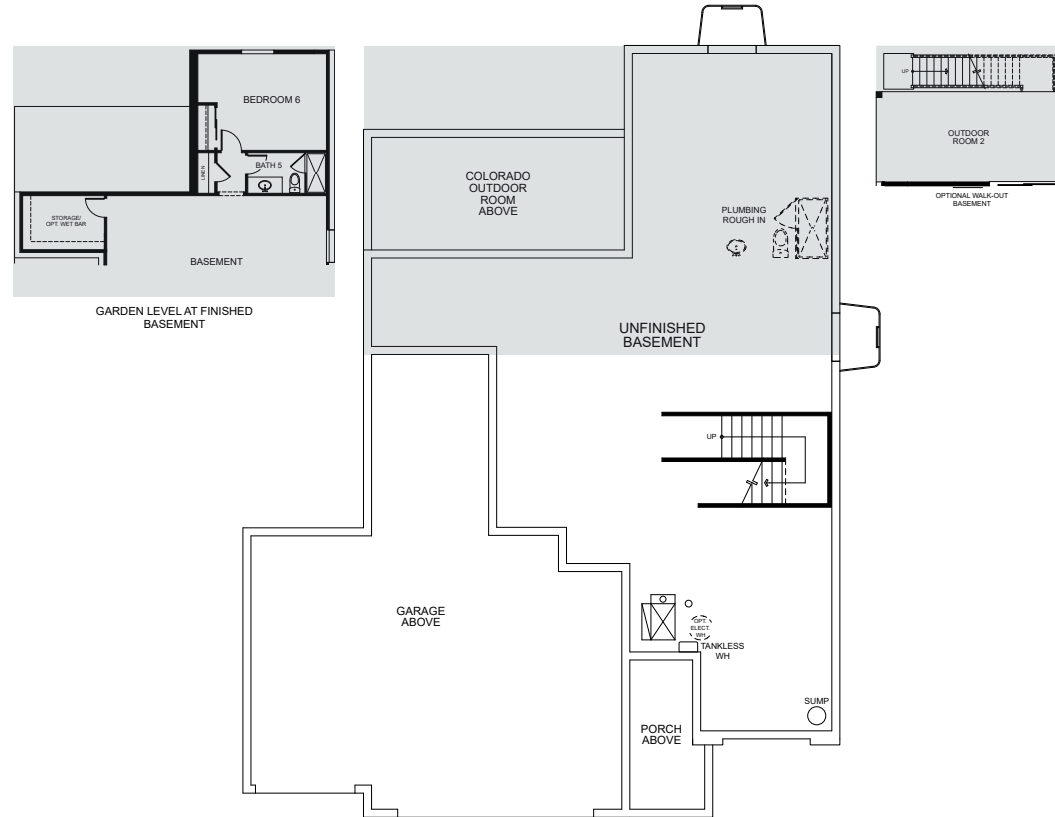 BEDROOM 6
BATH 5
LINEN
STORAGE/
OPT. WET BAR
BASEMENT
GARDEN LEVEL AT FINISHED
BASEMENT
COLORADO
OUTDOOR
ROOM
ABOVE
PLUMBING
ROUGH IN
UNFINISHED
BASEMENT
UP
OUTDOOR
ROOM 2
OPTIONAL WALK-OUT
BASEMENT
UP
GARAGE
ABOVE
OPT.
ELECT.
WH
TANKLESS
WH
SUMP
PORCH
ABOVE